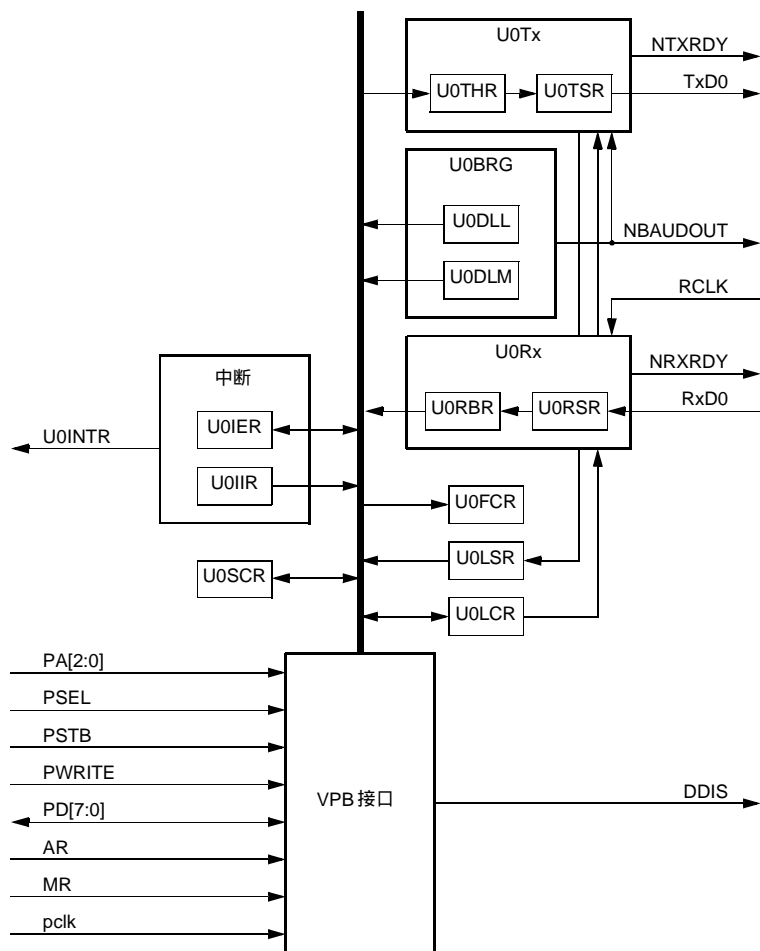 U0Tx
NTXRDY
U0THR
U0TSR
TxD0
U0BRG
U0DLL
NBAUDOUT
U0DLM
RCLK
U0Rx
NRXRDY
中断
U0RBR
U0RSR
RxD0
U0INTR
U0IER
U0IIR
U0FCR
U0LSR
U0SCR
U0LCR
PA[2:0]
PSEL
PSTB
PWRITE
VPB 接口
DDIS
PD[7:0]
AR
MR
pclk